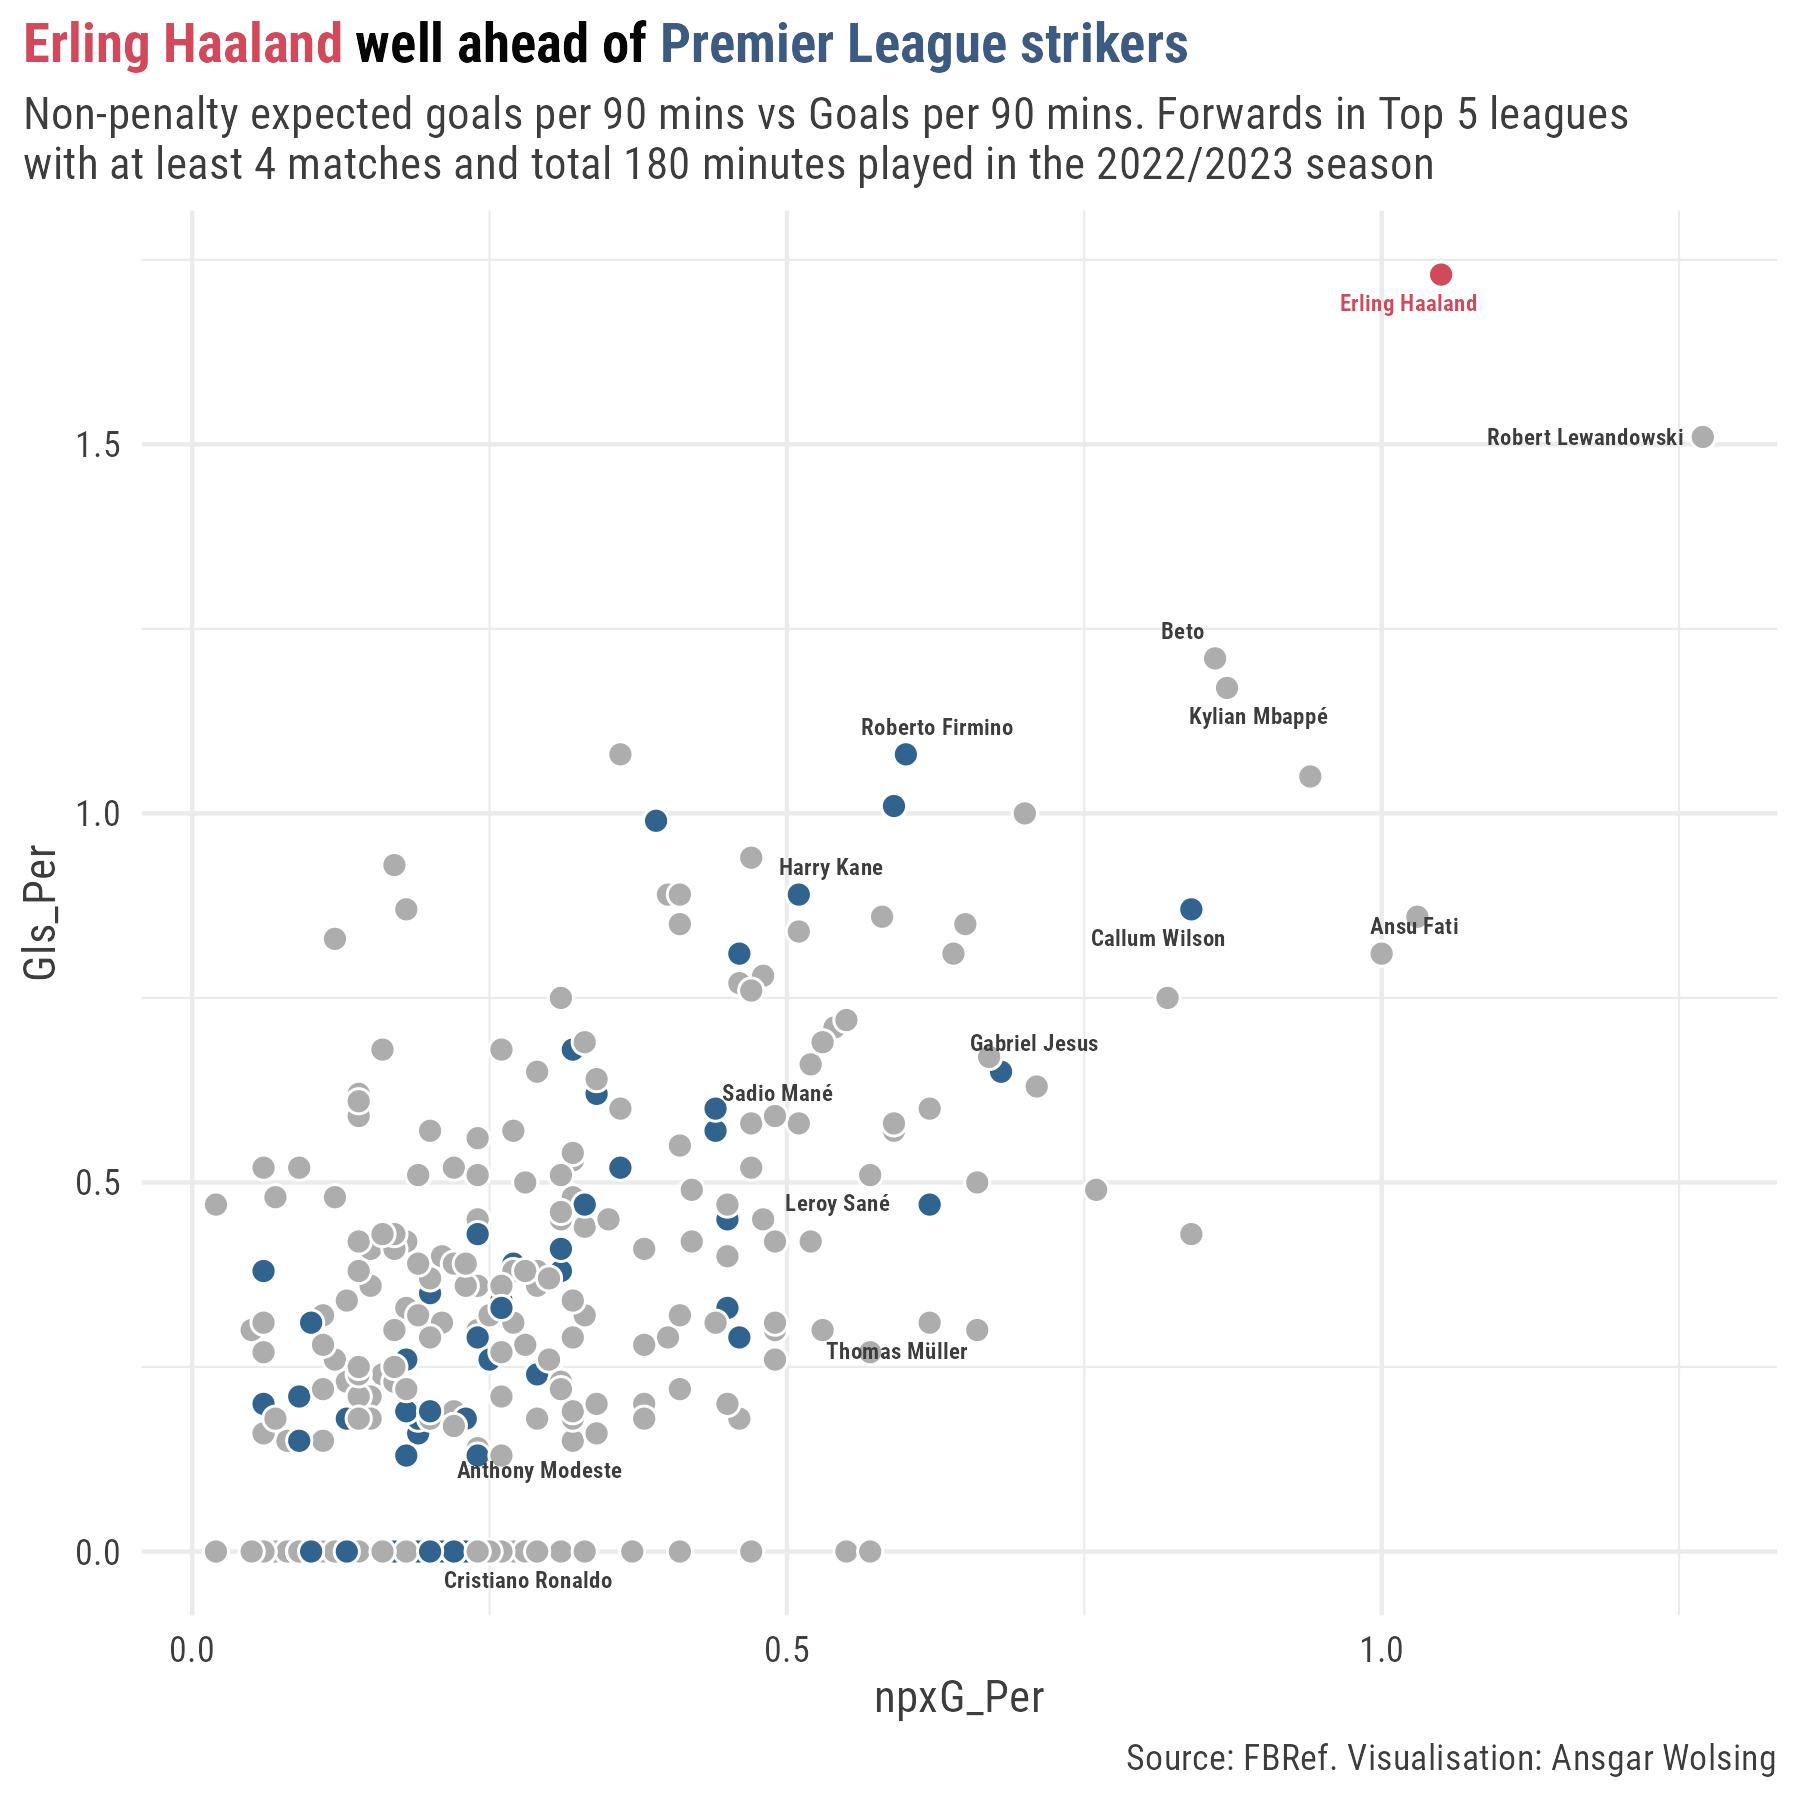 Erling Haaland well ahead of Premier League strikers
Non-penalty expected goals per 90 mins vs Goals per 90 mins. Forwards in Top 5 leagues
with at least 4 matches and total 180 minutes played in the 2022/2023 season
Erling Haaland
Robert Lewandowski
1.5
Beto
Kylian Mbappé
Roberto Firmino
1.0
Harry Kane
Ansu Fati
Callum Wilson
Gls_Per
Gabriel Jesus
Sadio Mané
0.5
Leroy Sané
Thomas Müller
Anthony Modeste
0.0
Cristiano Ronaldo
0.0 0.5 1.0
npxG_Per
Source: FBRef. Visualisation: Ansgar Wolsing